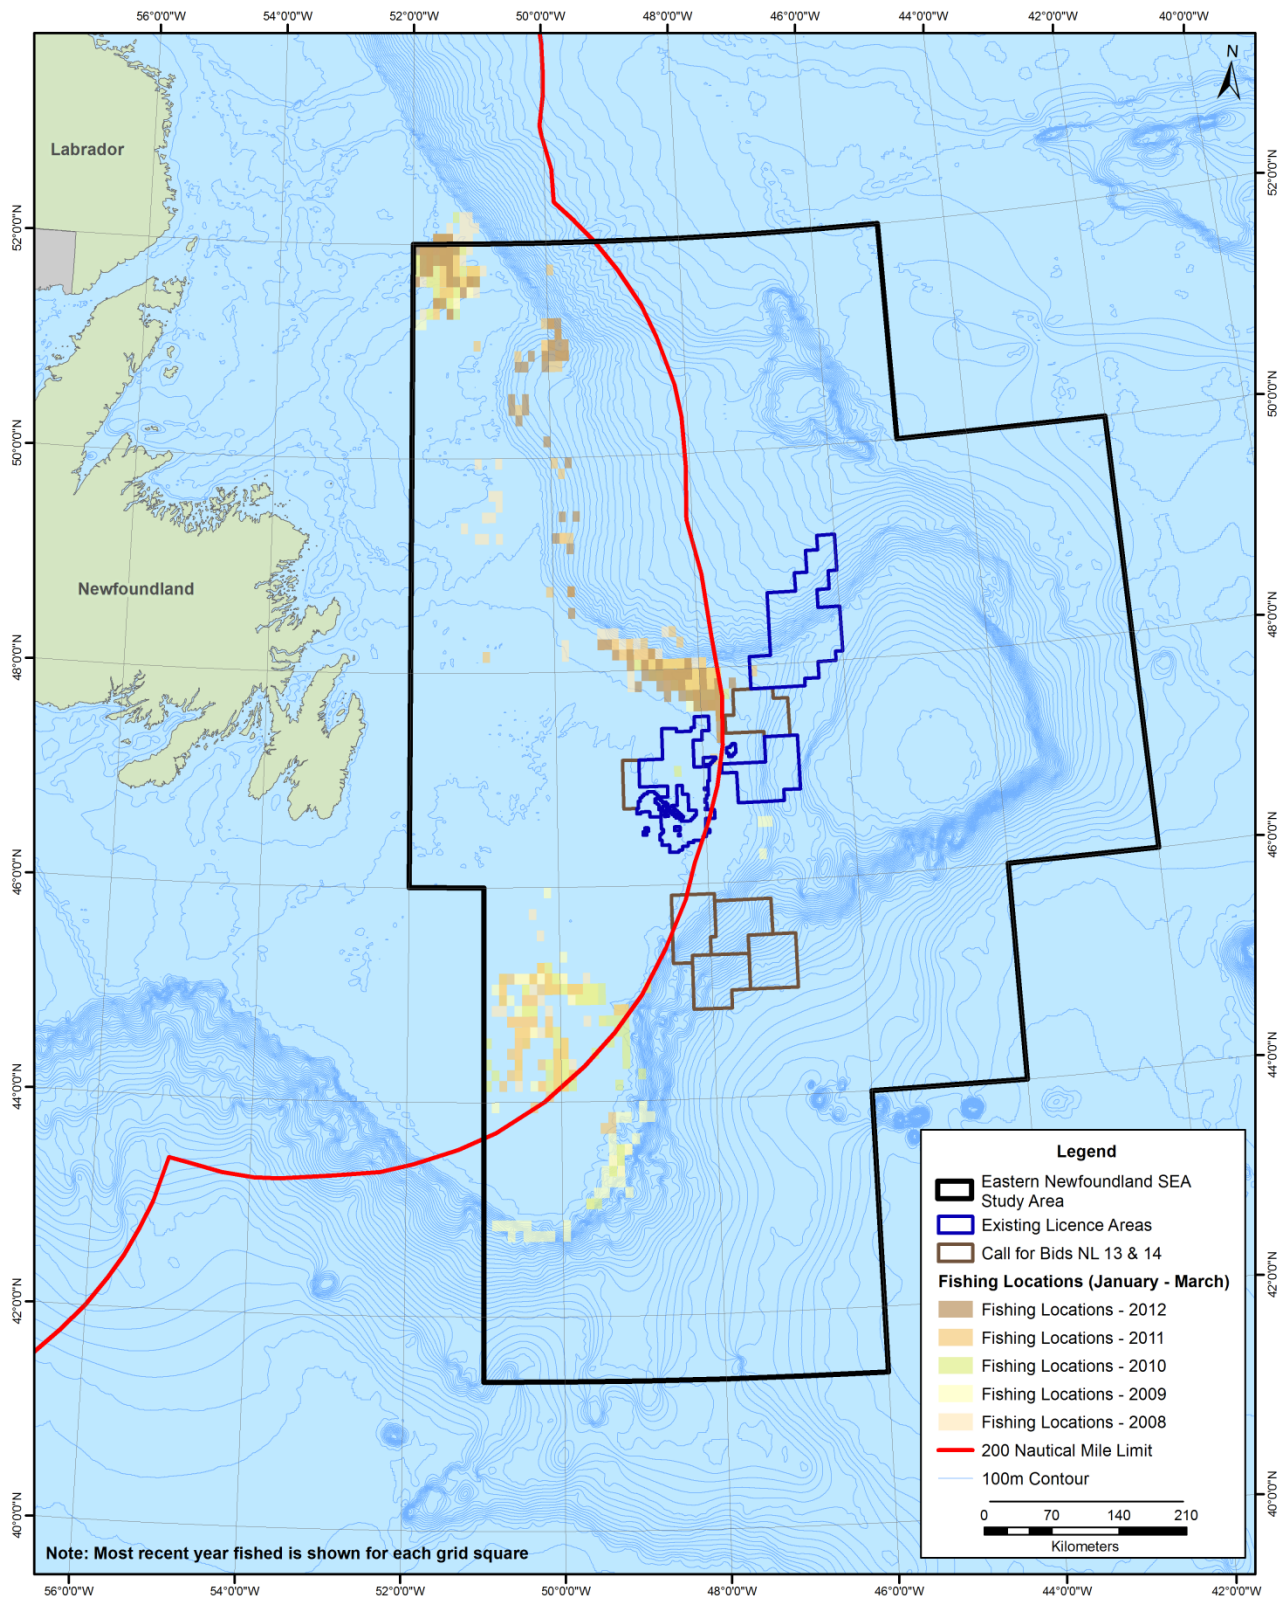 56°0'0"W
54°0'0"W
52°0'0"W
50°0'0"W
48°0'0"W
46°0'0"W
44°0'0"W
42°0'0"W
40°0'0"W
N
Labrador
Newfoundland
52°0'0"N
50°0'0"N
48°0'0"N
46°0'0"N
44°0'0"N
42°0'0"N
40°0'0"N
52°0'0"N
50°0'0"N
48°0'0"N
46°0'0"N
44°0'0"N
42°0'0"N
40°0'0"N
Legend
Eastern Newfoundland SEA
Study Area
Existing Licence Areas
Call for Bids NL 13 & 14
Fishing Locations (January - March)
Fishing Locations - 2012
Fishing Locations - 2011
Fishing Locations - 2010
Fishing Locations - 2009
Fishing Locations - 2008
200 Nautical Mile Limit
100m Contour
0 70 140 210
Kilometers
Note: Most recent year fished is shown for each grid square
56°0'0"W
54°0'0"W
52°0'0"W
50°0'0"W
48°0'0"W
46°0'0"W
44°0'0"W
42°0'0"W